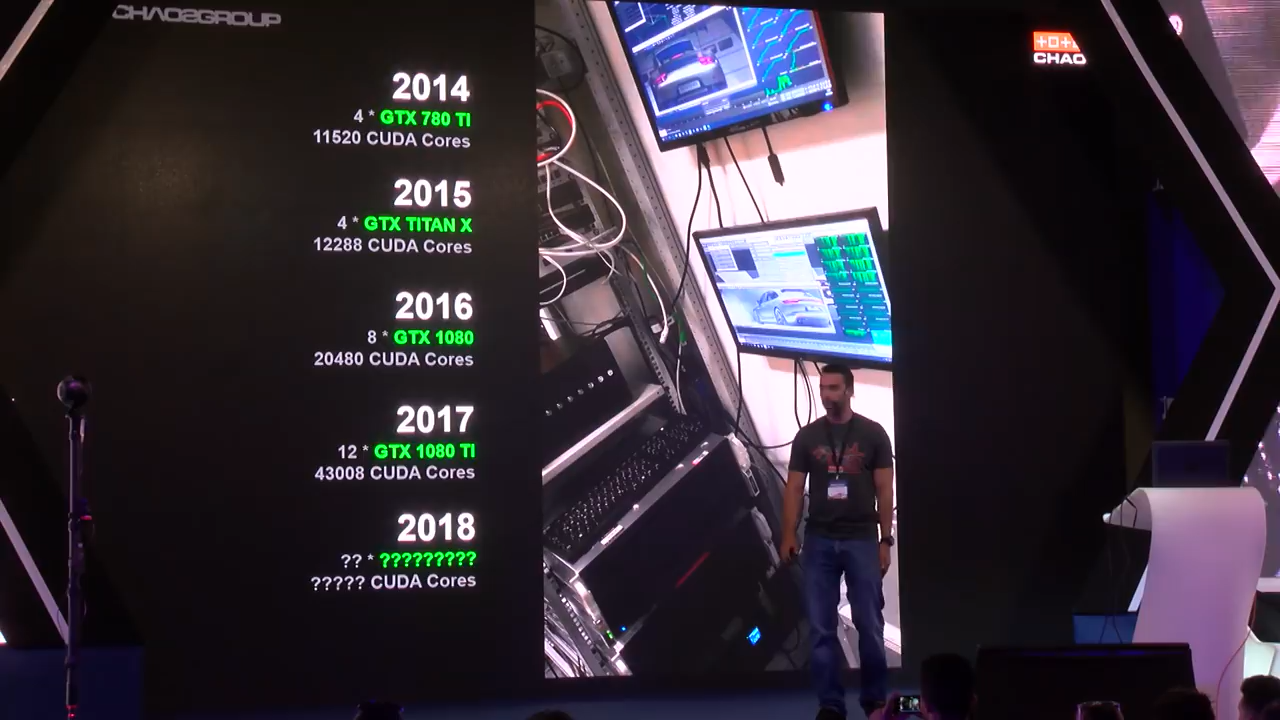 CHAOSGROUP
CHAO
2014
4 * GTX 780 TI
11520 CUDA Cores
2015
4 * GTX TITAN X
12288 CUDA Cores
2016
8 * GTX 1080
20480 CUDA Cores
2017
12 * GTX 1080 TI
43008 CUDA Cores
2018
?? * ?????????
????? CUDA Cores